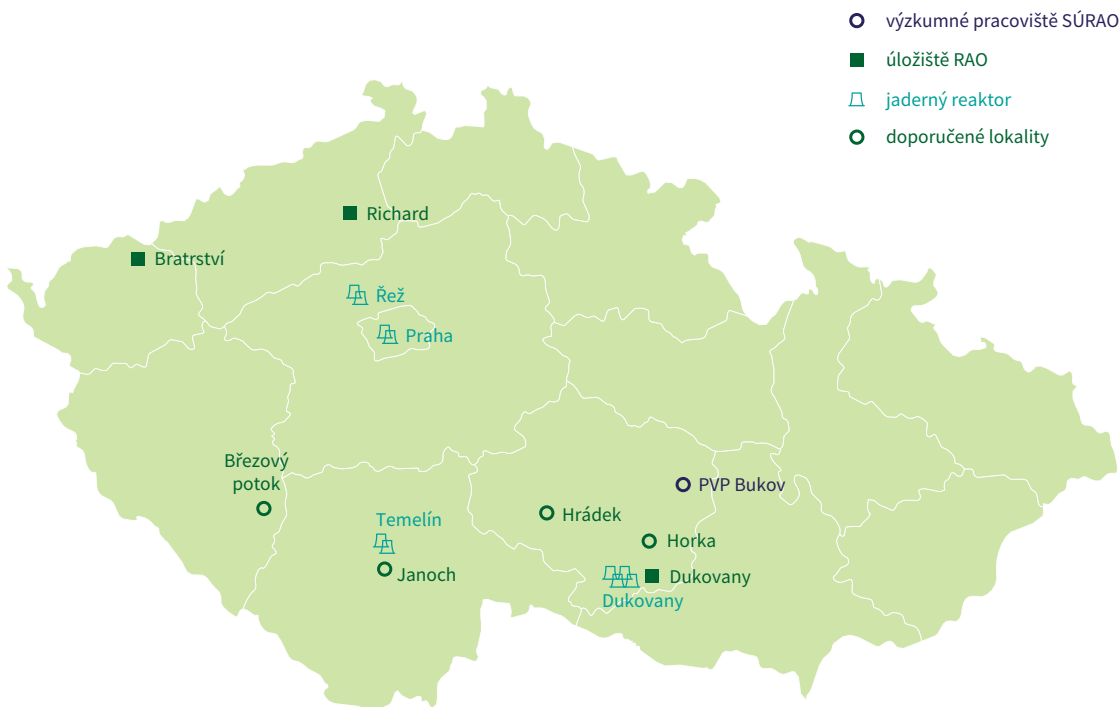 výzkumné pracoviště SÚRAO
úložiště RAO
jaderný reaktor
doporučené lokality
Richard
Bratrství
Řež
Praha
Březový
potok
PVP Bukov
Hrádek
Temelín
Horka
Janoch
Dukovany
Dukovany